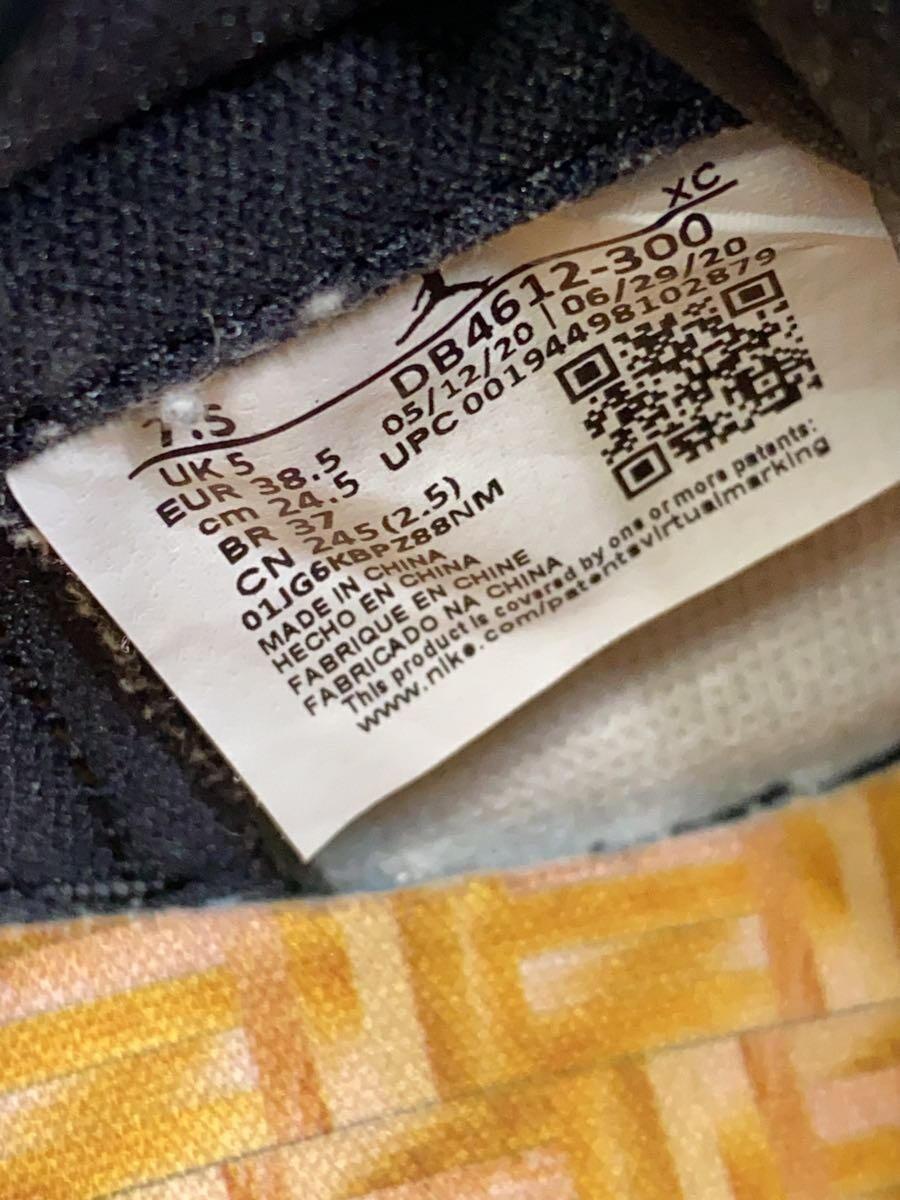 XC
DB4612-300
05/12/20 | 06/29/20
UPC 00194498102879
7.5
UK 5
EUR 38.5
cm 24.5
BR 37
CN 245(2.5)
01JG6KBPZ88NM
MADE IN CHINA
HECHO EN CHINA
FABRIQUE EN CHINE
FABRICADO NA CHINA
This product is covered by one or more patents:
www.nike.com/patentsvirtualmarking